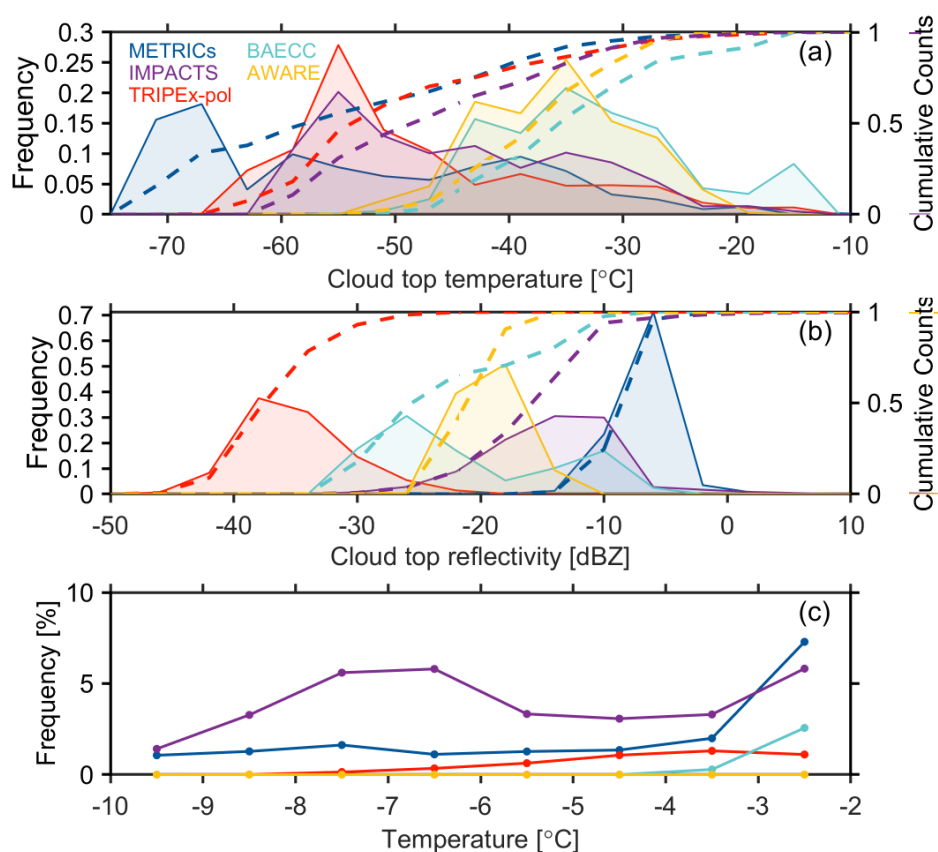 (a)
METRICs BAECC
IMPACTS AWARE
TRIPEx-pol
Frequency
0.3
0.25
0.2
0.15
0.1
0.05
0
1
0.5
0
Cumulative Counts
-70 -60 -50 -40 -30 -20 -10
Cloud top temperature [°C]
(b)
Frequency
0.7
0.6
0.5
0.4
0.3
0.2
0.1
0
1
0.5
0
Cumulative Counts
-50 -40 -30 -20 -10 0 10
Cloud top reflectivity [dBZ]
(c)
Frequency [%]
10
5
0
-10 -9 -8 -7 -6 -5 -4 -3 -2
Temperature [°C]